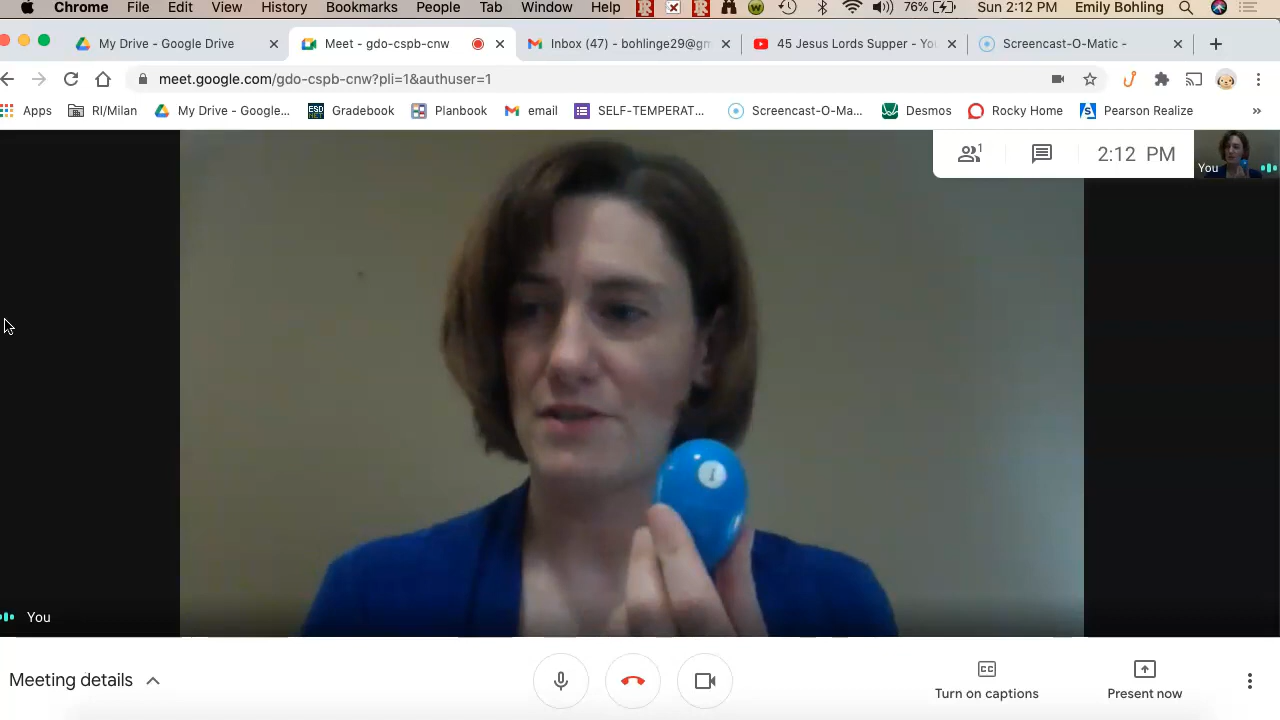 Chrome File Edit View History Bookmarks People Tab Window Help 76% Sun 2:12 PM Emily Bohling
My Drive - Google Drive Meet - gdo-cspb-cnw Inbox (47) - bohlinge29@gm 45 Jesus Lords Supper - Yo Screencast-O-Matic -
meet.google.com/gdo-cspb-cnw?pli=1&authuser=1
Apps RI/Milan My Drive - Google... ESD NET Gradebook Planbook email SELF-TEMPERAT... Screencast-O-Ma... Desmos Rocky Home Pearson Realize »
1 2:12 PM
You
1
You
Meeting details Turn on captions Present now